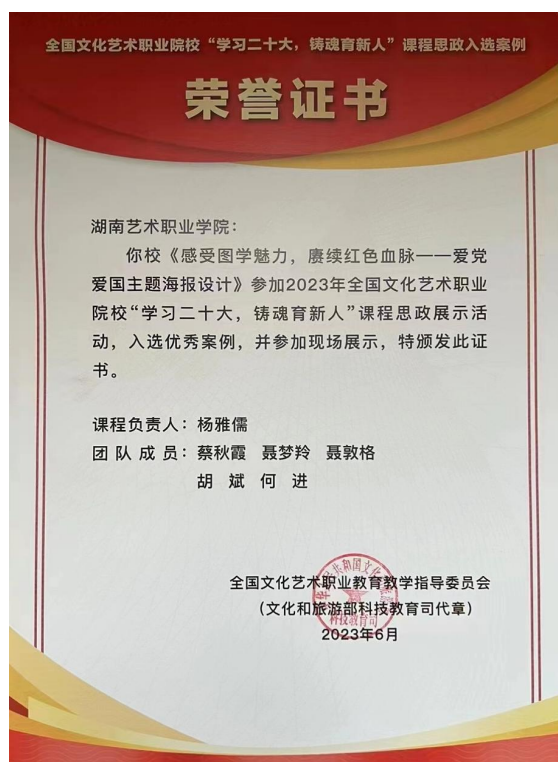 全国文化艺术职业院校“学习二十大，铸魂育新人”课程思政入选案例
荣誉证书
湖南艺术职业学院：
你校《感受图学魅力，赓续红色血脉——爱党
爱国主题海报设计》参加2023年全国文化艺术职业
院校“学习二十大，铸魂育新人”课程思政展示活
动，入选优秀案例，并参加现场展示，特颁发此证
书。
课程负责人：杨雅儒
团队成员：蔡秋霞 聂梦羚 聂敦格
胡斌 何进
全国文化艺术职业教育教学指导委员会
（文化和旅游部科技教育司代章）
2023年6月
科技教育司